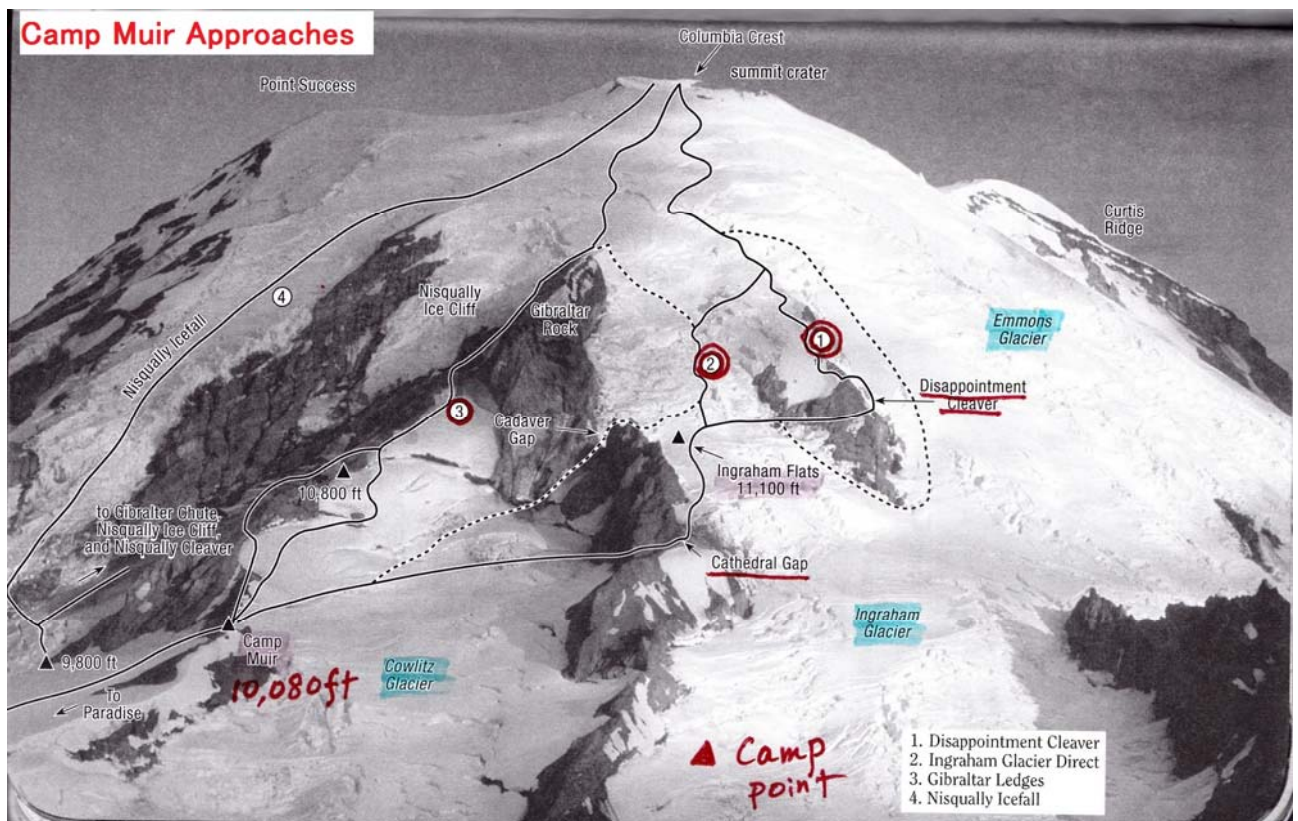 Camp Muir Approaches
Columbia Crest
summit crater
Point Success
Curtis
Ridge
4
Nisqually
Ice Cliff
Gibraltar
Rock
Nisqually Icefall
Emmons
Glacier
1
2
Disappointment
Cleaver
3
Cadaver
Gap
Ingraham Flats
11,100 ft
10,800 ft
to Gibralter Chute,
Nisqually Ice Cliff,
and Nisqually Cleaver
Cathedral Gap
Ingraham
Glacier
Camp
Muir
10,080ft
9,800 ft
Cowlitz
Glacier
To
Paradise
Camp
point
1. Disappointment Cleaver
2. Ingraham Glacier Direct
3. Gibraltar Ledges
4. Nisqually Icefall